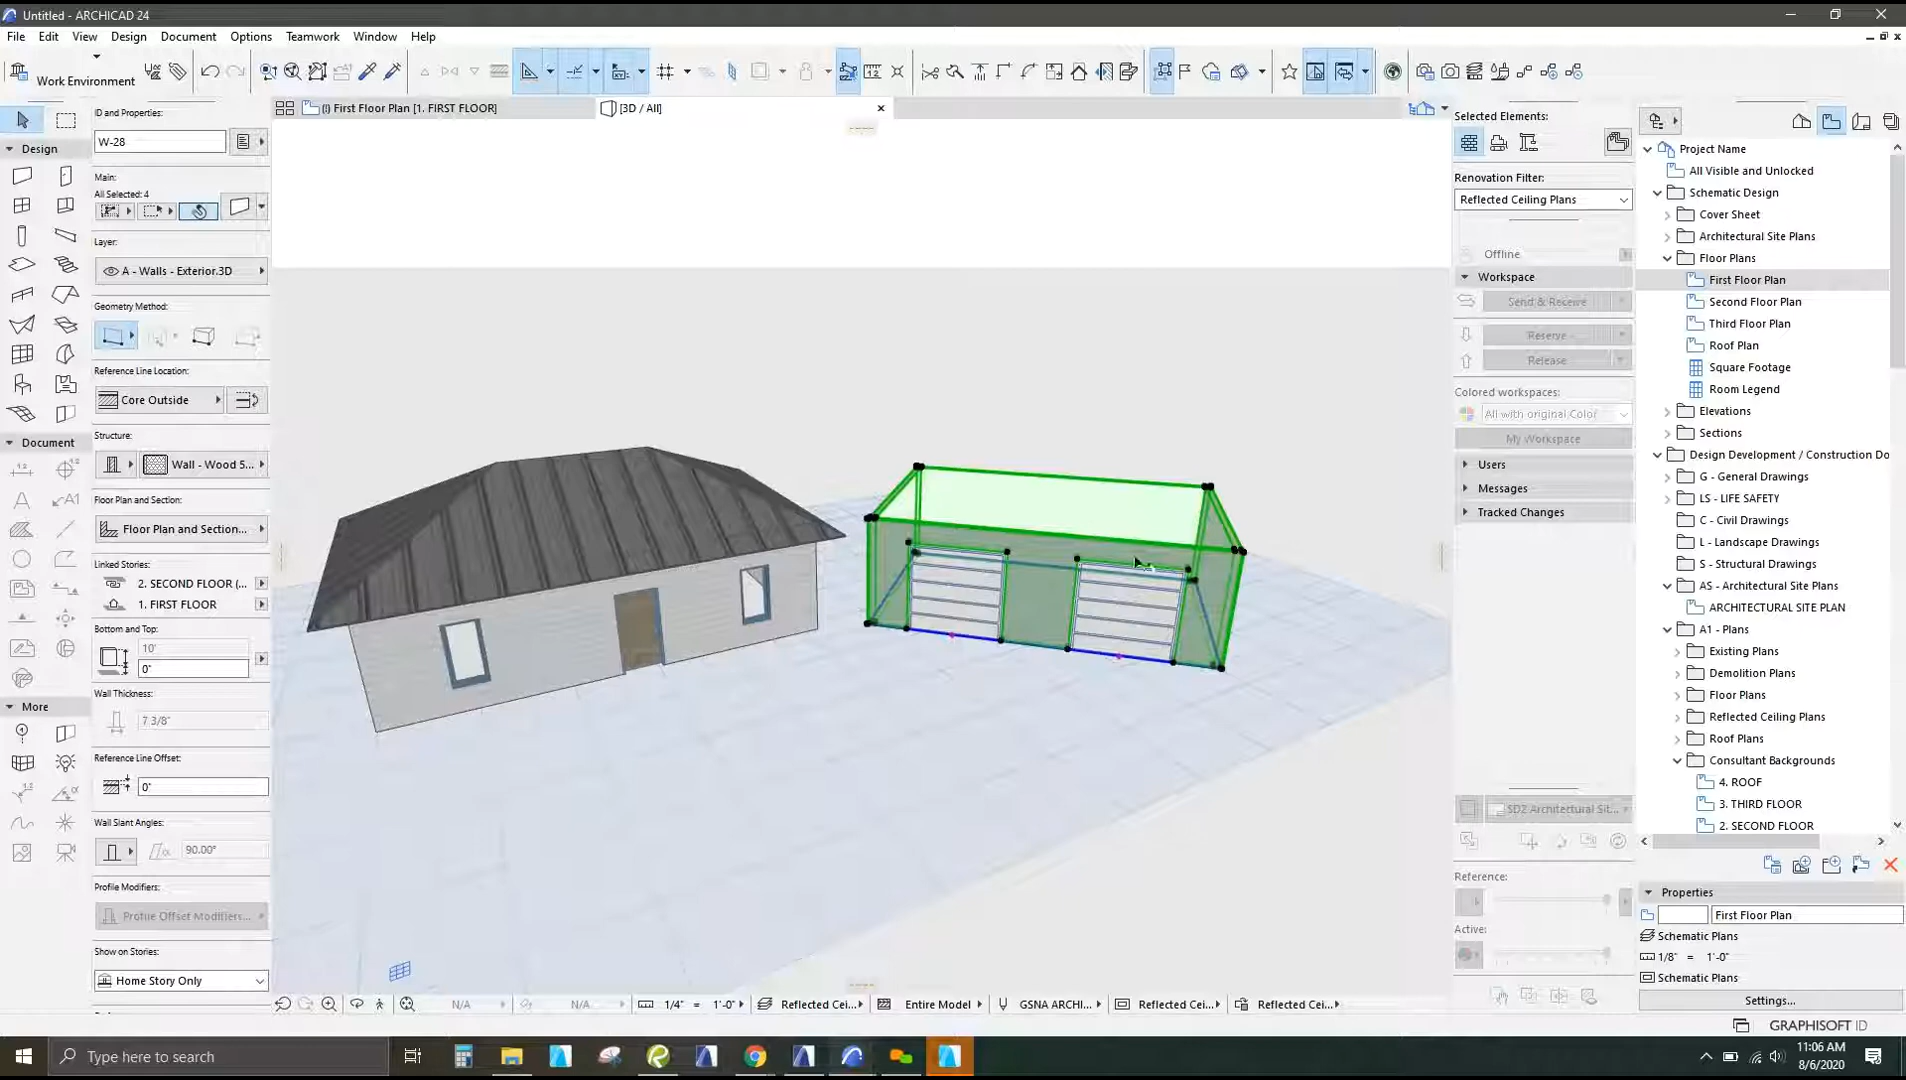 Untitled - ARCHICAD 24
File Edit View Design Document Options Teamwork Window Help
Work Environment
(!) First Floor Plan [1. FIRST FLOOR]
[3D / All]
ID and Properties:
W-28
Design
Main:
All Selected: 4
Layer:
A - Walls - Exterior.3D
Geometry Method:
Reference Line Location:
Core Outside
Structure:
Wall - Wood 5...
Document
Floor Plan and Section:
Floor Plan and Section...
Linked Stories:
2. SECOND FLOOR (...
1. FIRST FLOOR
Bottom and Top:
10'
0"
Wall Thickness:
7 3/8"
More
Reference Line Offset:
0"
Wall Slant Angles:
90.00°
Profile Modifiers:
Profile Offset Modifiers...
Show on Stories:
Home Story Only
N/A
N/A
1/4" = 1'-0"
Reflected Cei...
Entire Model
GSNA ARCHI...
Reflected Cei...
Reflected Cei...
Selected Elements:
Renovation Filter:
Reflected Ceiling Plans
Offline
Workspace
Send & Receive
Reserve
Release
Colored workspaces:
All with original Color
My Workspace
Users
Messages
Tracked Changes
SD2 Architectural Sit...
Reference:
Active:
Project Name
All Visible and Unlocked
Schematic Design
Cover Sheet
Architectural Site Plans
Floor Plans
First Floor Plan
Second Floor Plan
Third Floor Plan
Roof Plan
Square Footage
Room Legend
Elevations
Sections
Design Development / Construction Do
G - General Drawings
LS - LIFE SAFETY
C - Civil Drawings
L - Landscape Drawings
S - Structural Drawings
AS - Architectural Site Plans
ARCHITECTURAL SITE PLAN
A1 - Plans
Existing Plans
Demolition Plans
Floor Plans
Reflected Ceiling Plans
Roof Plans
Consultant Backgrounds
4. ROOF
3. THIRD FLOOR
2. SECOND FLOOR
Properties
First Floor Plan
Schematic Plans
1/8" = 1'-0"
Schematic Plans
Settings...
GRAPHISOFT ID
Type here to search
11:06 AM
8/6/2020